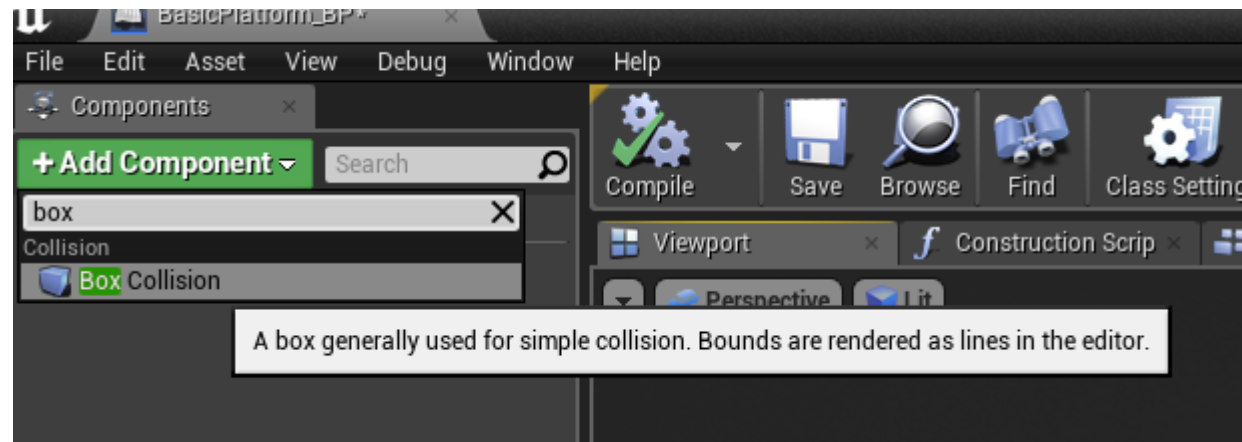 BasicPlatform_BP*
File Edit Asset View Debug Window Help
Components
+Add Component Search
Compile Save Browse Find Class Setting
box
Collision
Box Collision
Viewport Construction Scrip
Perspective Lit
A box generally used for simple collision. Bounds are rendered as lines in the editor.